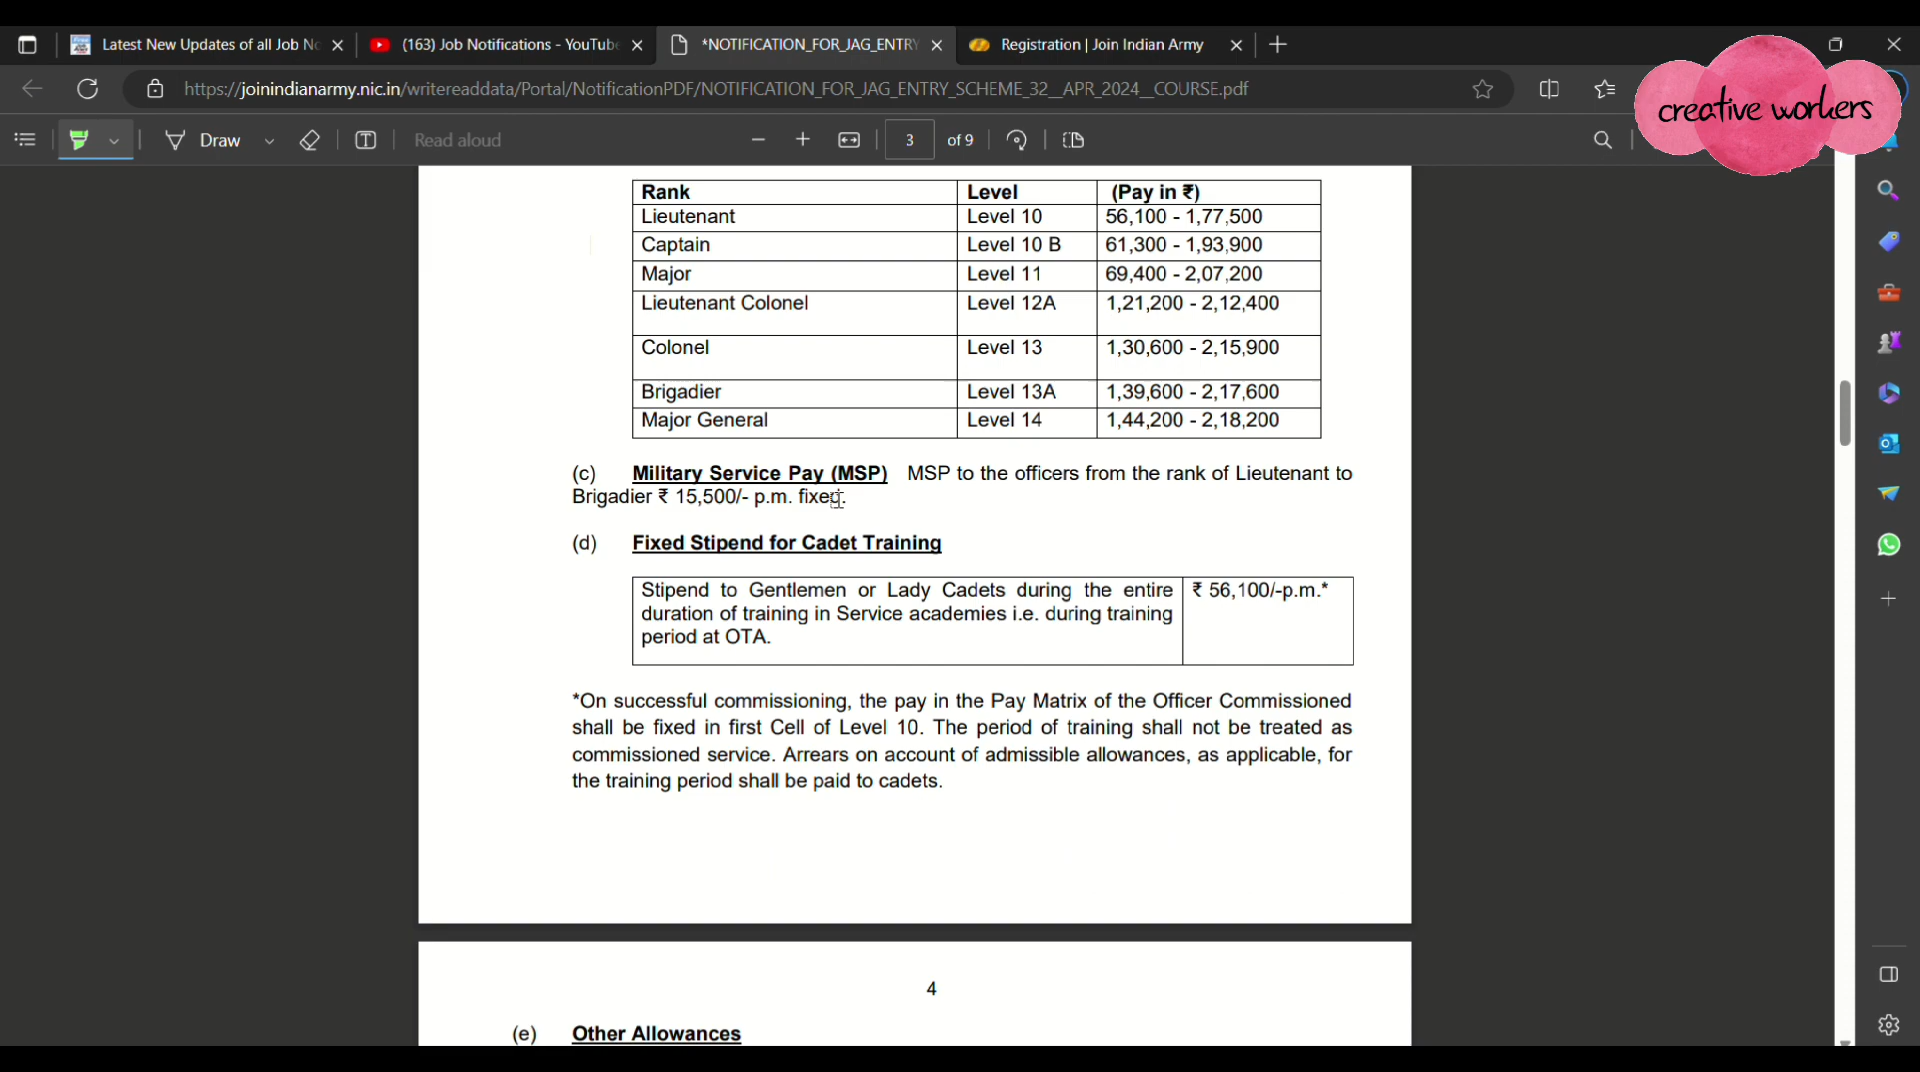 Latest New Updates of all Job No
(163) Job Notifications - YouTube
*NOTIFICATION_FOR_JAG_ENTRY
Registration | Join Indian Army
https://joinindianarmy.nic.in/writereaddata/Portal/NotificationPDF/NOTIFICATION_FOR_JAG_ENTRY_SCHEME_32__APR_2024__COURSE.pdf
creative workers
Draw
Read aloud
3 of 9
Rank Level (Pay in ₹)
Lieutenant Level 10 56,100 - 1,77,500
Captain Level 10 B 61,300 - 1,93,900
Major Level 11 69,400 - 2,07,200
Lieutenant Colonel Level 12A 1,21,200 - 2,12,400
Colonel Level 13 1,30,600 - 2,15,900
Brigadier Level 13A 1,39,600 - 2,17,600
Major General Level 14 1,44,200 - 2,18,200
(c) Military Service Pay (MSP) MSP to the officers from the rank of Lieutenant to
Brigadier ₹ 15,500/- p.m. fixed.
(d) Fixed Stipend for Cadet Training
Stipend to Gentlemen or Lady Cadets during the entire ₹ 56,100/-p.m.*
duration of training in Service academies i.e. during training
period at OTA.
*On successful commissioning, the pay in the Pay Matrix of the Officer Commissioned
shall be fixed in first Cell of Level 10. The period of training shall not be treated as
commissioned service. Arrears on account of admissible allowances, as applicable, for
the training period shall be paid to cadets.
4
(e) Other Allowances